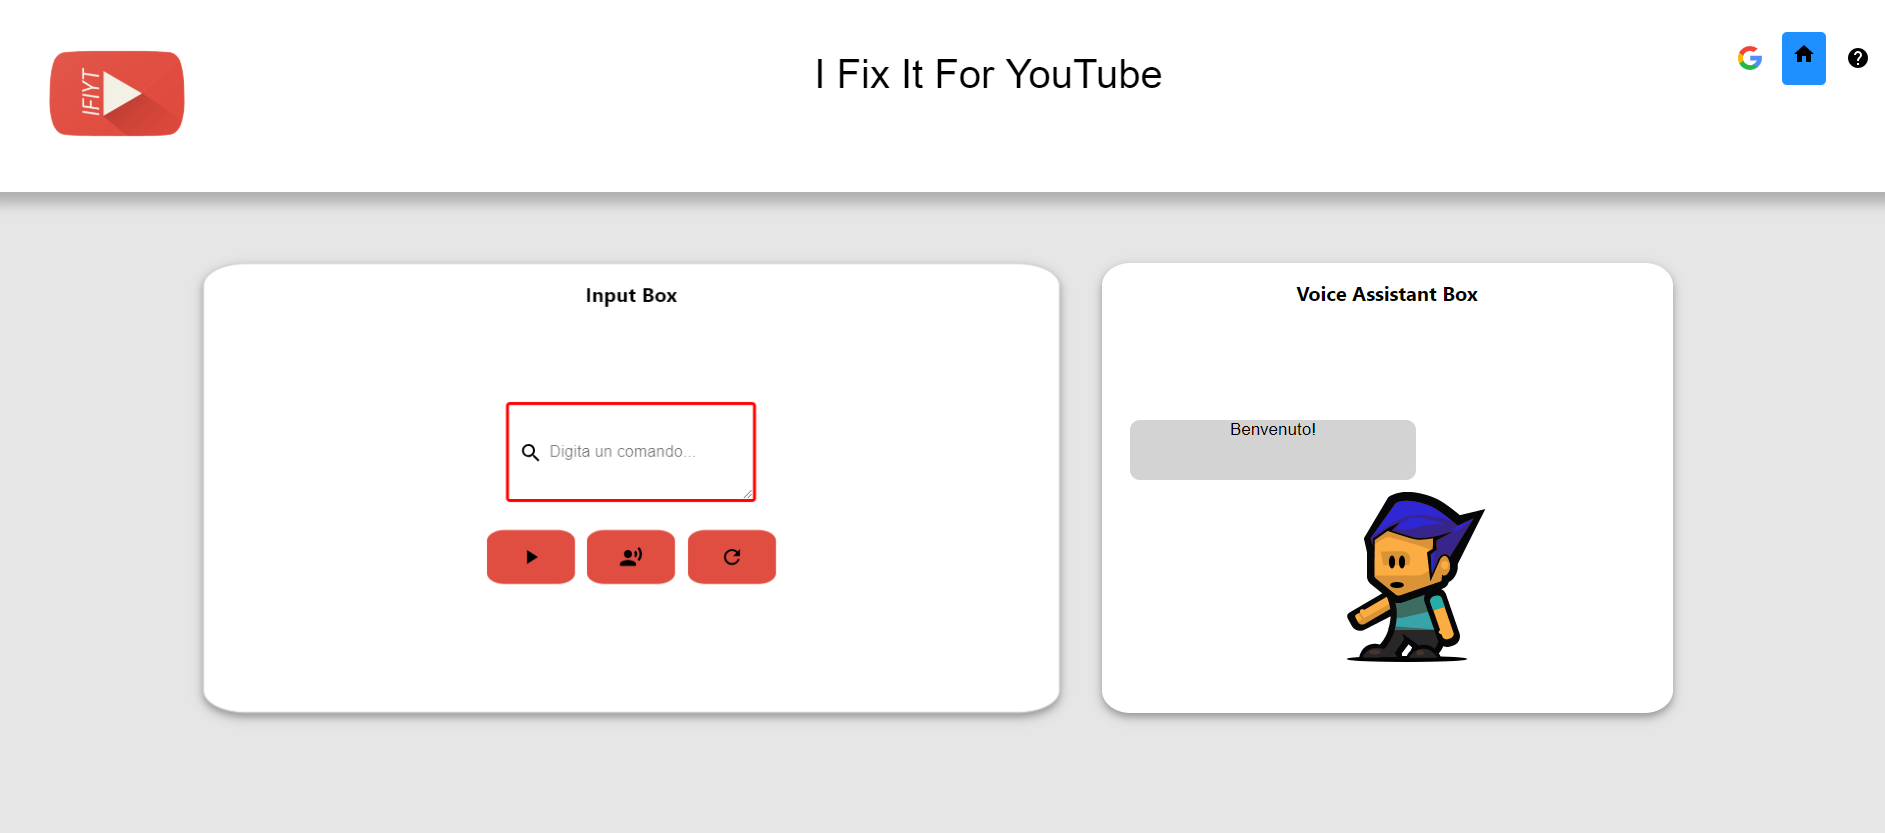 IFIYT
I Fix It For YouTube
Input Box
Digita un comando...
Voice Assistant Box
Benvenuto!